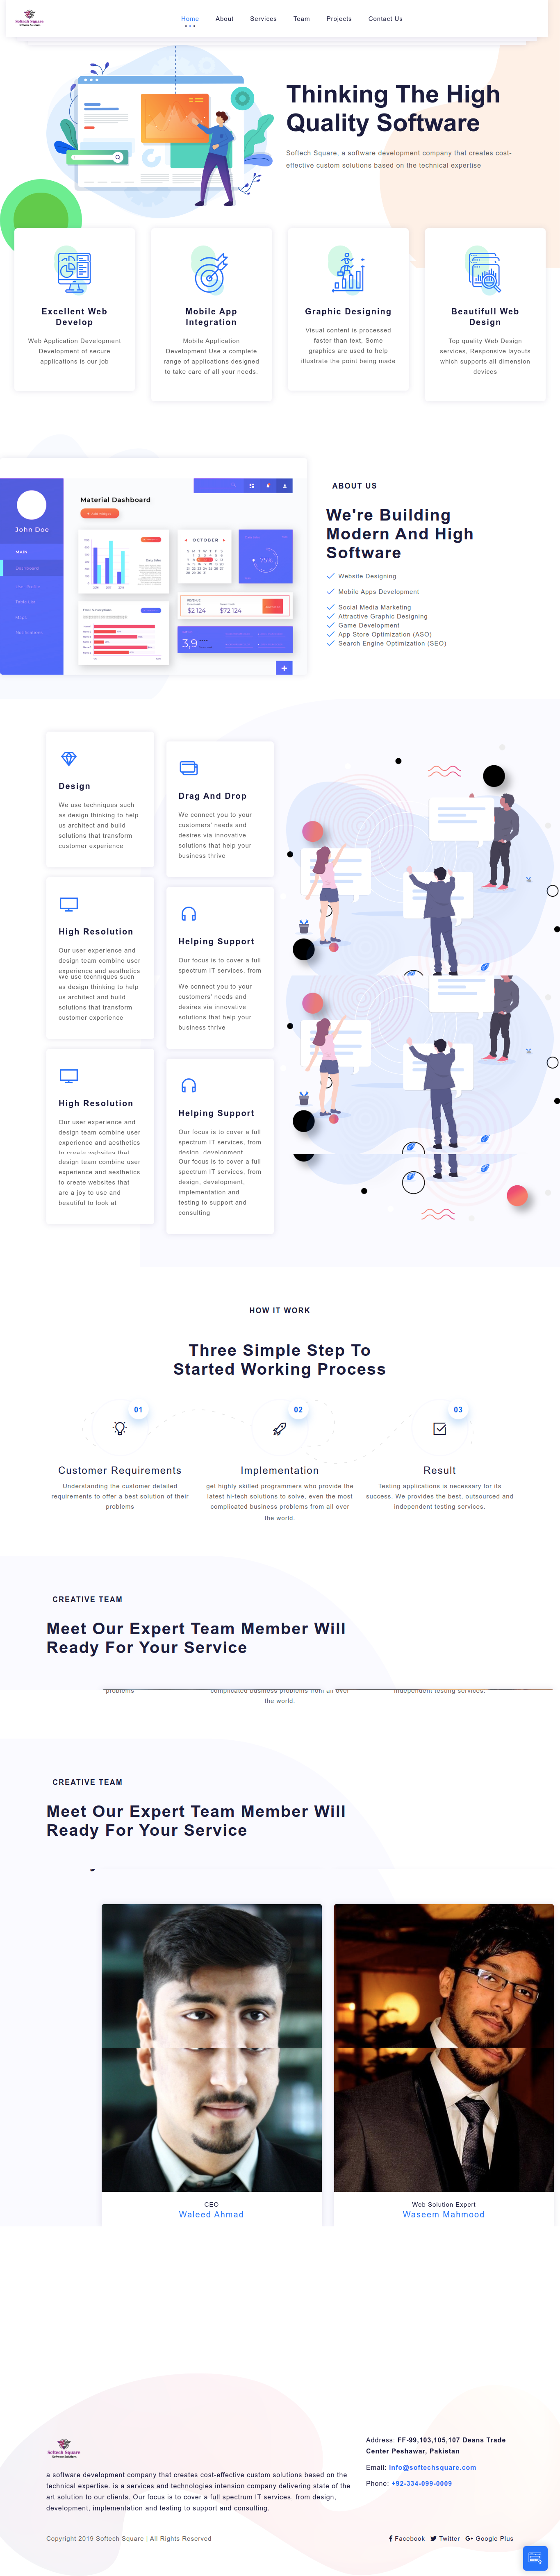 Softech Square
Software Solutions
Home
About
Services
Team
Projects
Contact Us
Thinking The High
Quality Software
Softech Square, a software development company that creates cost-
effective custom solutions based on the technical expertise
Excellent Web
Develop
Web Application Development
Development of secure
applications is our job
Mobile App
Integration
Mobile Application
Development Use a complete
range of applications designed
to take care of all your needs.
Graphic Designing
Visual content is processed
faster than text, Some
graphics are used to help
illustrate the point being made
Beautifull Web
Design
Top quality Web Design
services, Responsive layouts
which supports all dimension
devices
John Doe
MAIN
Dashboard
Notifications
Material Dashboard
OCTOBER
75%
$2 124
$72 124
3,9
ABOUT US
We're Building
Modern And High
Software
Website Designing
Mobile Apps Development
Social Media Marketing
Attractive Graphic Designing
Game Development
App Store Optimization (ASO)
Search Engine Optimization (SEO)
Design
We use techniques such
as design thinking to help
us architect and build
solutions that transform
customer experience
Drag And Drop
We connect you to your
customers' needs and
desires via innovative
solutions that help your
business thrive
High Resolution
Our user experience and
design team combine user
experience and aesthetics
We use techniques such
as design thinking to help
us architect and build
solutions that transform
customer experience
Helping Support
Our focus is to cover a full
spectrum IT services, from
We connect you to your
customers' needs and
desires via innovative
solutions that help your
business thrive
High Resolution
Our user experience and
design team combine user
experience and aesthetics
to create websites that
design team combine user
experience and aesthetics
to create websites that
are a joy to use and
beautiful to look at
Helping Support
Our focus is to cover a full
spectrum IT services, from
design, development,
Our focus is to cover a full
spectrum IT services, from
design, development,
implementation and
testing to support and
consulting
HOW IT WORK
Three Simple Step To
Started Working Process
01
02
03
Customer Requirements
Understanding the customer detailed
requirements to offer a best solution of their
problems
Implementation
get highly skilled programmers who provide the
latest hi-tech solutions to solve, even the most
complicated business problems from all over
the world.
Result
Testing applications is necessary for its
success. We provides the best, outsourced and
independent testing services.
CREATIVE TEAM
Meet Our Expert Team Member Will
Ready For Your Service
problems
complicated business problems from all over
independent testing services.
the world.
CREATIVE TEAM
Meet Our Expert Team Member Will
Ready For Your Service
CEO
Waleed Ahmad
Web Solution Expert
Waseem Mahmood
Softech Square
Software Solutions
a software development company that creates cost-effective custom solutions based on the
technical expertise. is a services and technologies intension company delivering state of the
art solution to our clients. Our focus is to cover a full spectrum IT services, from design,
development, implementation and testing to support and consulting.
Address: FF-99,103,105,107 Deans Trade
Center Peshawar, Pakistan
Email: info@softechsquare.com
Phone: +92-334-099-0009
Copyright 2019 Softech Square | All Rights Reserved
Facebook
Twitter
Google Plus